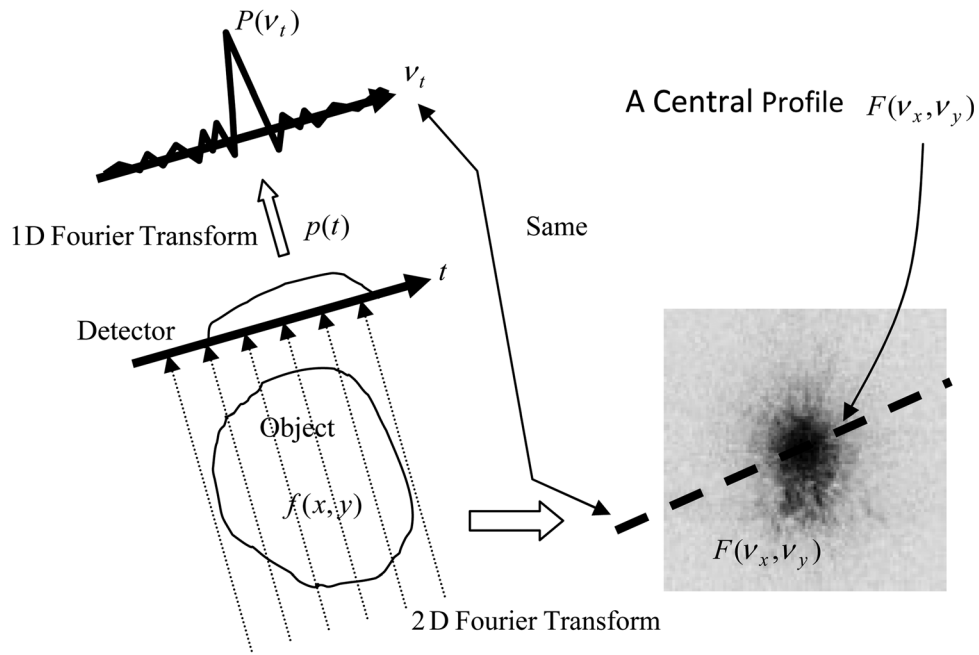 P(ν_t)
ν_t
A Central Profile F(ν_x,ν_y)
1D Fourier Transform
p(t)
Same
t
Detector
Object
f(x,y)
F(ν_x,ν_y)
2D Fourier Transform